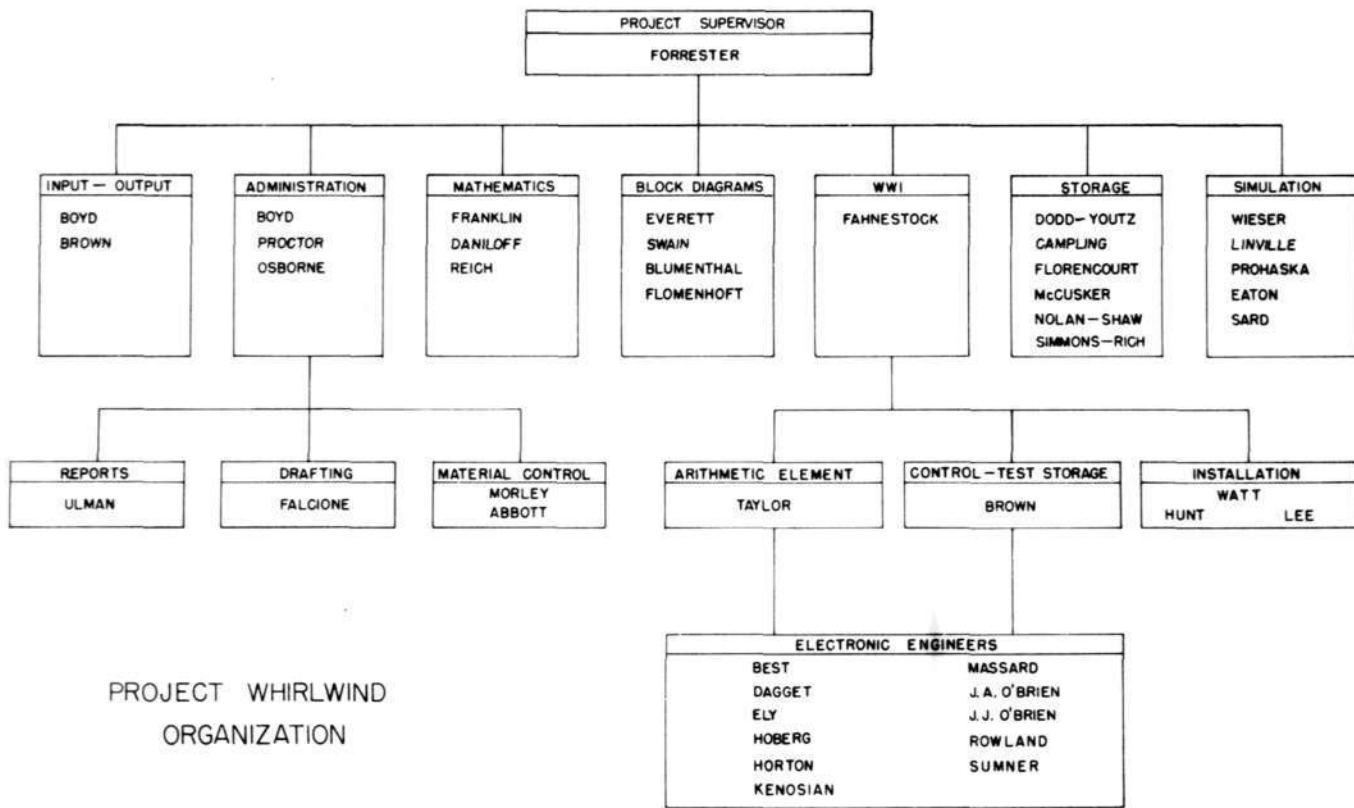 PROJECT SUPERVISOR
FORRESTER
INPUT — OUTPUT
BOYD
BROWN
ADMINISTRATION
BOYD
PROCTOR
OSBORNE
MATHEMATICS
FRANKLIN
DANILOFF
REICH
BLOCK DIAGRAMS
EVERETT
SWAIN
BLUMENTHAL
FLOMENHOFT
WWI
FAHNESTOCK
STORAGE
DODD—YOUTZ
CAMPLING
FLORENCOURT
McCUSKER
NOLAN—SHAW
SIMMONS—RICH
SIMULATION
WIESER
LINVILLE
PROHASKA
EATON
SARD
REPORTS
ULMAN
DRAFTING
FALCIONE
MATERIAL CONTROL
MORLEY
ABBOTT
ARITHMETIC ELEMENT
TAYLOR
CONTROL—TEST STORAGE
BROWN
INSTALLATION
WATT
HUNT LEE
ELECTRONIC ENGINEERS
BEST
DAGGET
ELY
HOBERG
HORTON
KENOSIAN
MASSARD
J. A. O'BRIEN
J. J. O'BRIEN
ROWLAND
SUMNER
PROJECT WHIRLWIND
ORGANIZATION